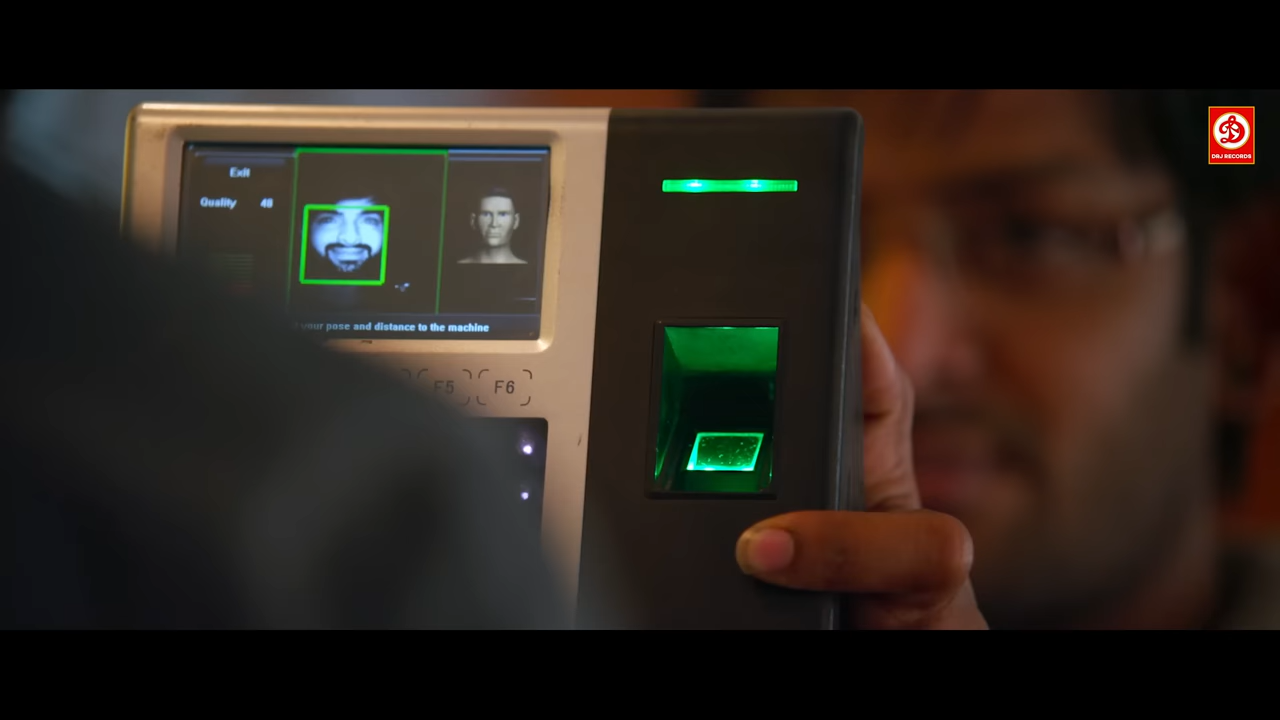 Exit
Quality 48
your pose and distance to the machine
F5 F6
DRJ RECORDS